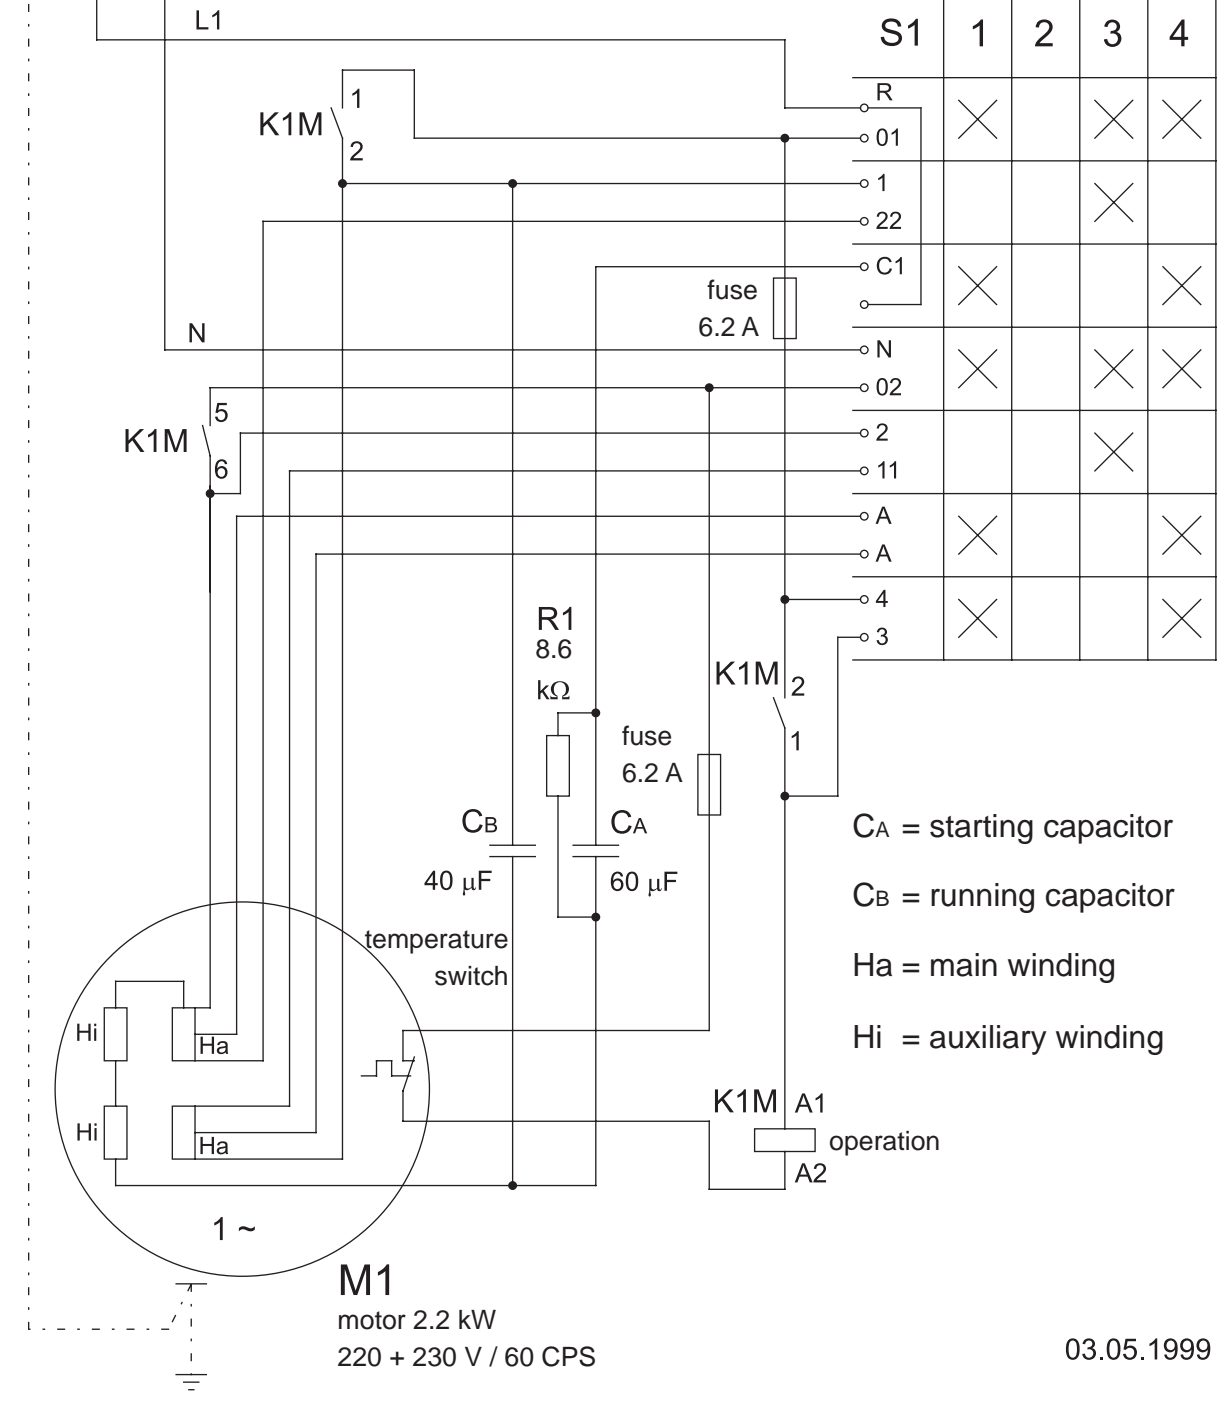 L1
S1 1 2 3 4
R
1
K1M
01
2
1
22
C1
fuse
6.2 A
N
N
02
5
K1M
2
6
11
A
A
4
R1
8.6
kΩ
3
K1M 2
1
fuse
6.2 A
CB
CA
40 µF
60 µF
CA = starting capacitor
CB = running capacitor
Ha = main winding
Hi = auxiliary winding
temperature
switch
Hi
Ha
Hi
Ha
K1M A1
operation
A2
1 ~
M1
motor 2.2 kW
220 + 230 V / 60 CPS
03.05.1999